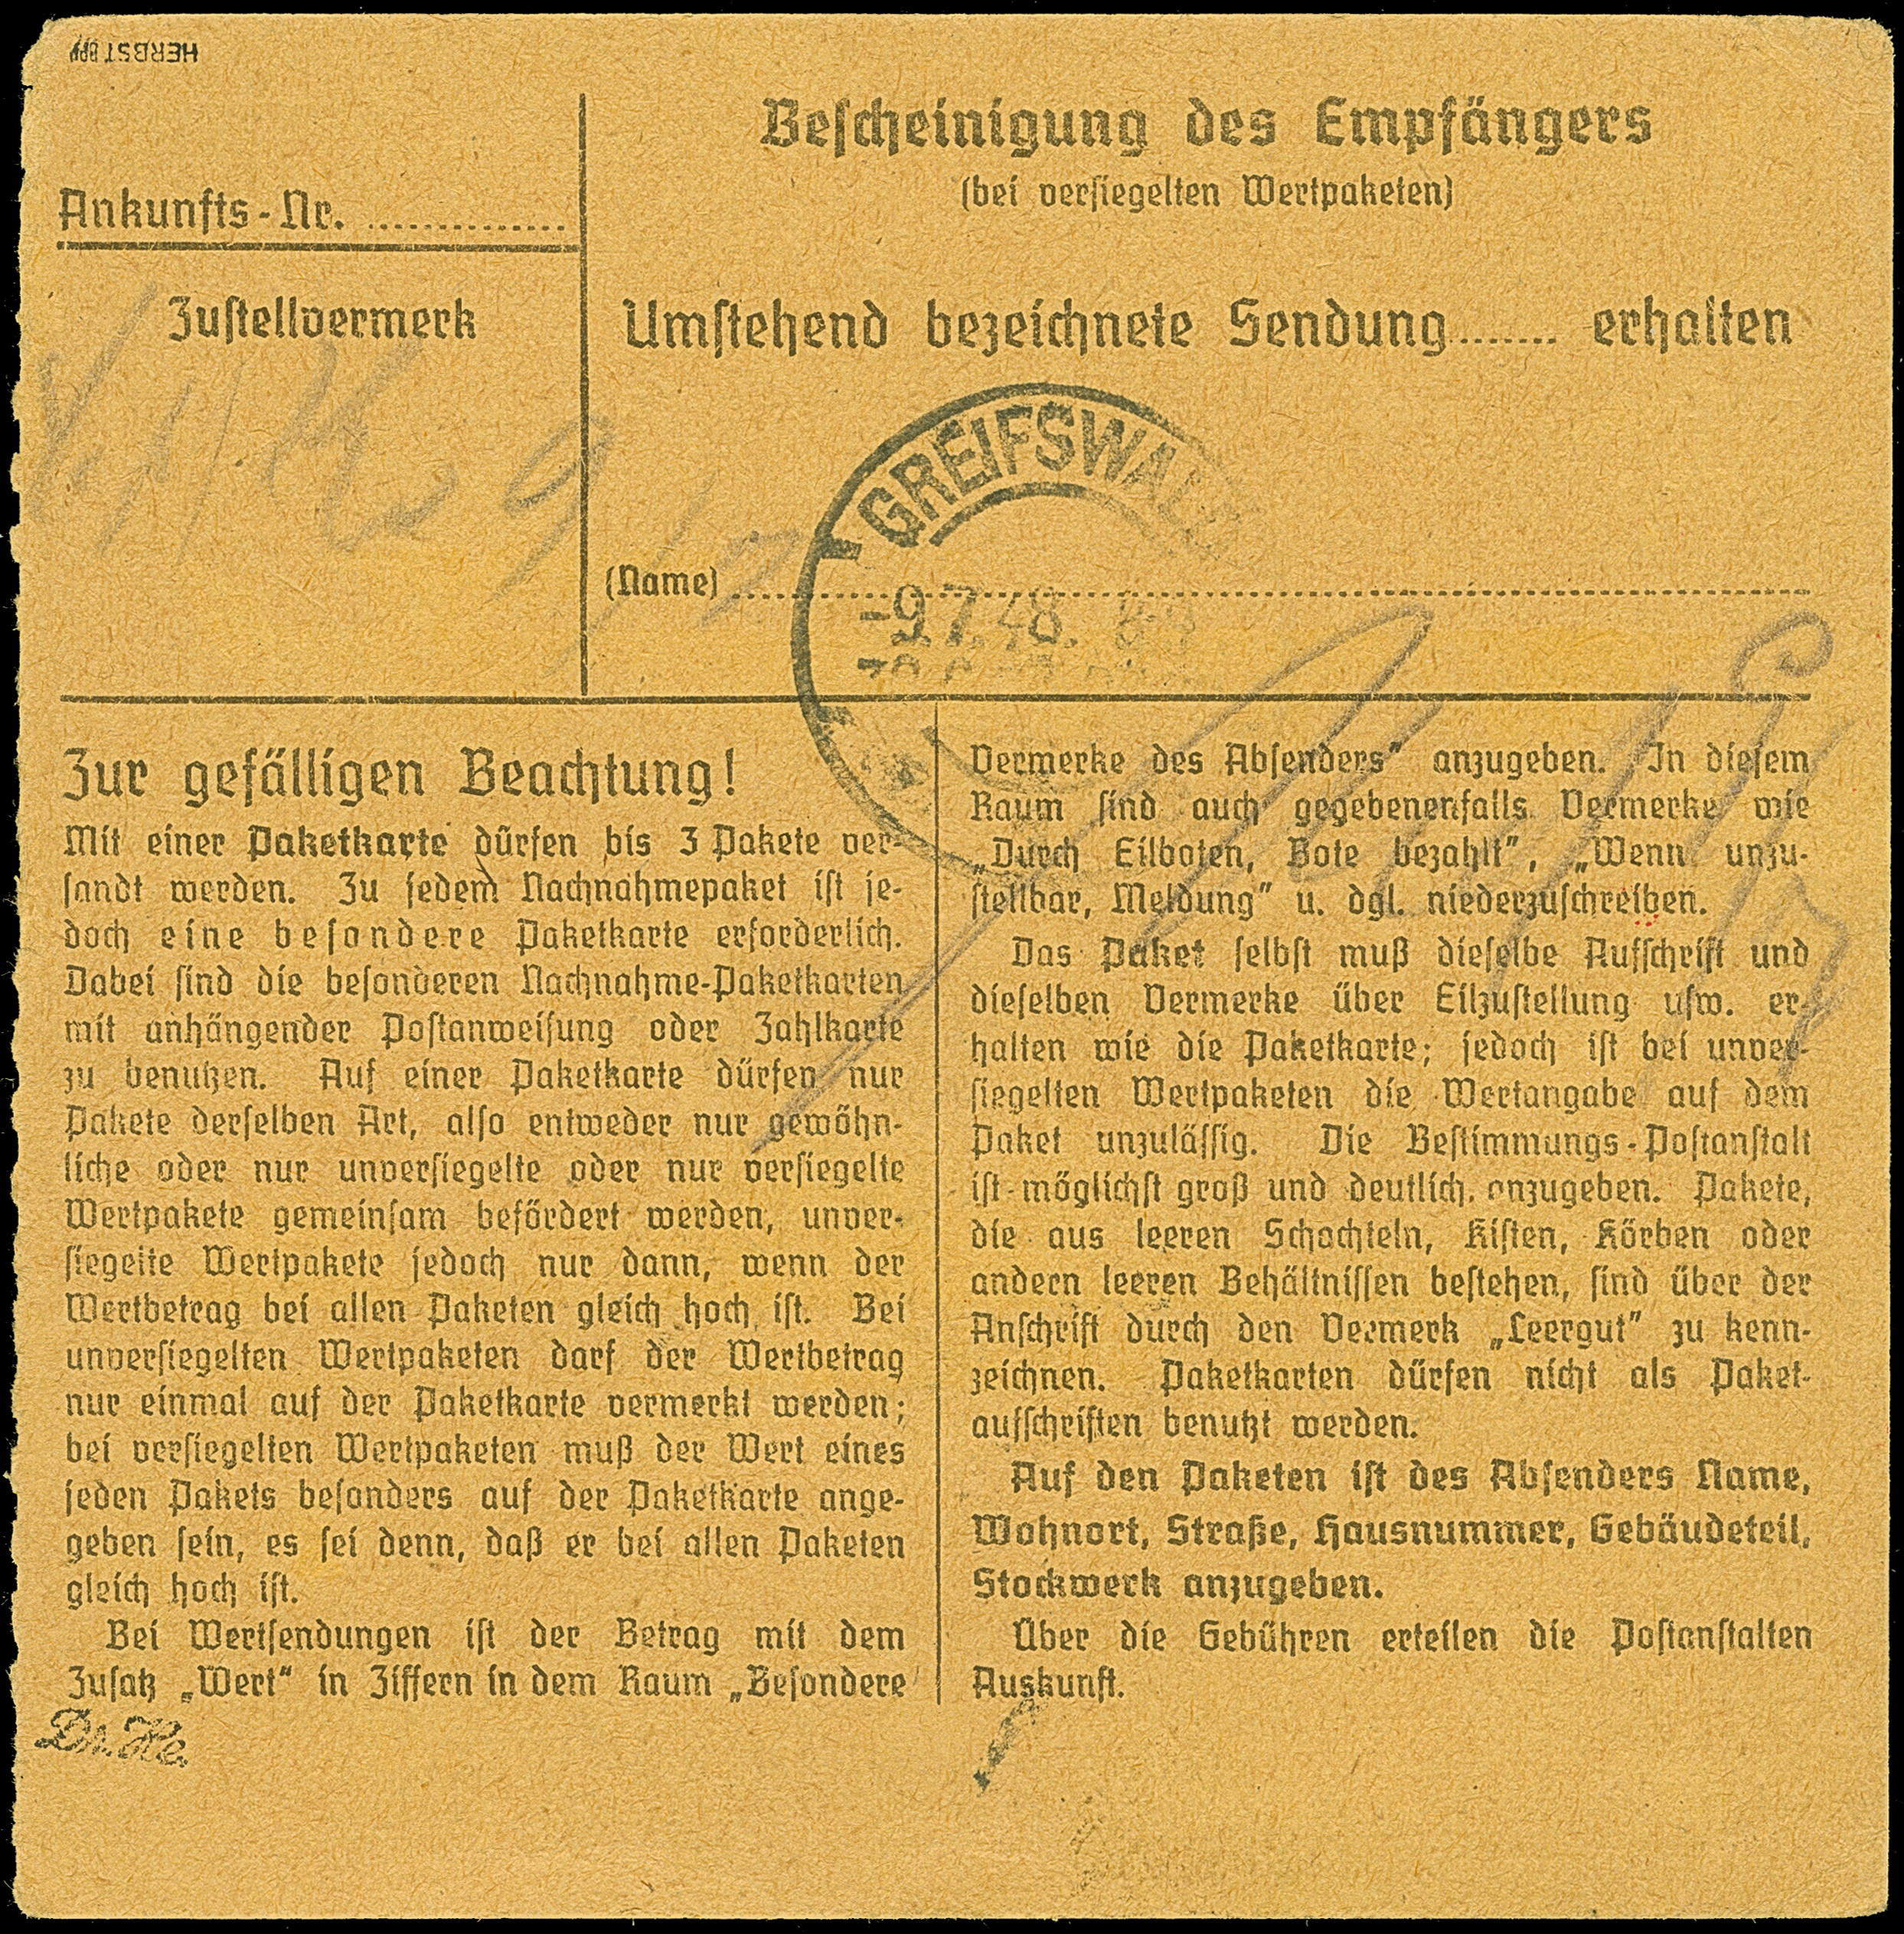 HERBST BPP
Ankunfts-Nr. ..............
Zustellvermerk
Bescheinigung des Empfängers
(bei versiegelten Wertpaketen)
Umstehend bezeichnete Sendung....... erhalten
GREIFSWALD
-9.7.48.
(Name)
Zur gefälligen Beachtung!
Mit einer Paketkarte dürfen bis 3 Pakete ver-
sandt werden. Zu jedem Nachnahmepaket ist je-
doch eine besondere Paketkarte erforderlich.
Dabei sind die besonderen Nachnahme-Paketkarten
mit anhängender Postanweisung oder Zahlkarte
zu benutzen. Auf einer Paketkarte dürfen nur
Pakete derselben Art, also entweder nur gewöhn-
liche oder nur unversiegelte oder nur versiegelte
Wertpakete gemeinsam befördert werden, unver-
siegelte Wertpakete jedoch nur dann, wenn der
Wertbetrag bei allen Paketen gleich hoch ist. Bei
unversiegelten Wertpaketen darf der Wertbetrag
nur einmal auf der Paketkarte vermerkt werden;
bei versiegelten Wertpaketen muß der Wert eines
jeden Pakets besonders auf der Paketkarte ange-
geben sein, es sei denn, daß er bei allen Paketen
gleich hoch ist.
Bei Wertsendungen ist der Betrag mit dem
Zusatz „Wert“ in Ziffern in dem Raum „Besondere
Vermerke des Absenders” anzugeben. In diesem
Raum sind auch gegebenenfalls Vermerke wie
„Durch Eilboten, Bote bezahlt”, „Wenn unzu-
stellbar, Meldung” u. dgl. niederzuschreiben.
Das Paket selbst muß dieselbe Aufschrift und
dieselben Vermerke über Eilzustellung usw. er-
halten wie die Paketkarte; jedoch ist bei unver-
siegelten Wertpaketen die Wertangabe auf dem
Paket unzulässig. Die Bestimmungs-Postanstalt
ist möglichst groß und deutlich anzugeben. Pakete,
die aus leeren Schachteln, Kisten, Körben oder
andern leeren Behältnissen bestehen, sind über der
Anschrift durch den Vermerk „Leergut” zu kenn-
zeichnen. Paketkarten dürfen nicht als Paket-
aufschriften benutzt werden.
Auf den Paketen ist des Absenders Name,
Wohnort, Straße, Hausnummer, Gebäudeteil,
Stockwerk anzugeben.
Über die Gebühren erteilen die Postanstalten
Auskunft.
Dr. He.